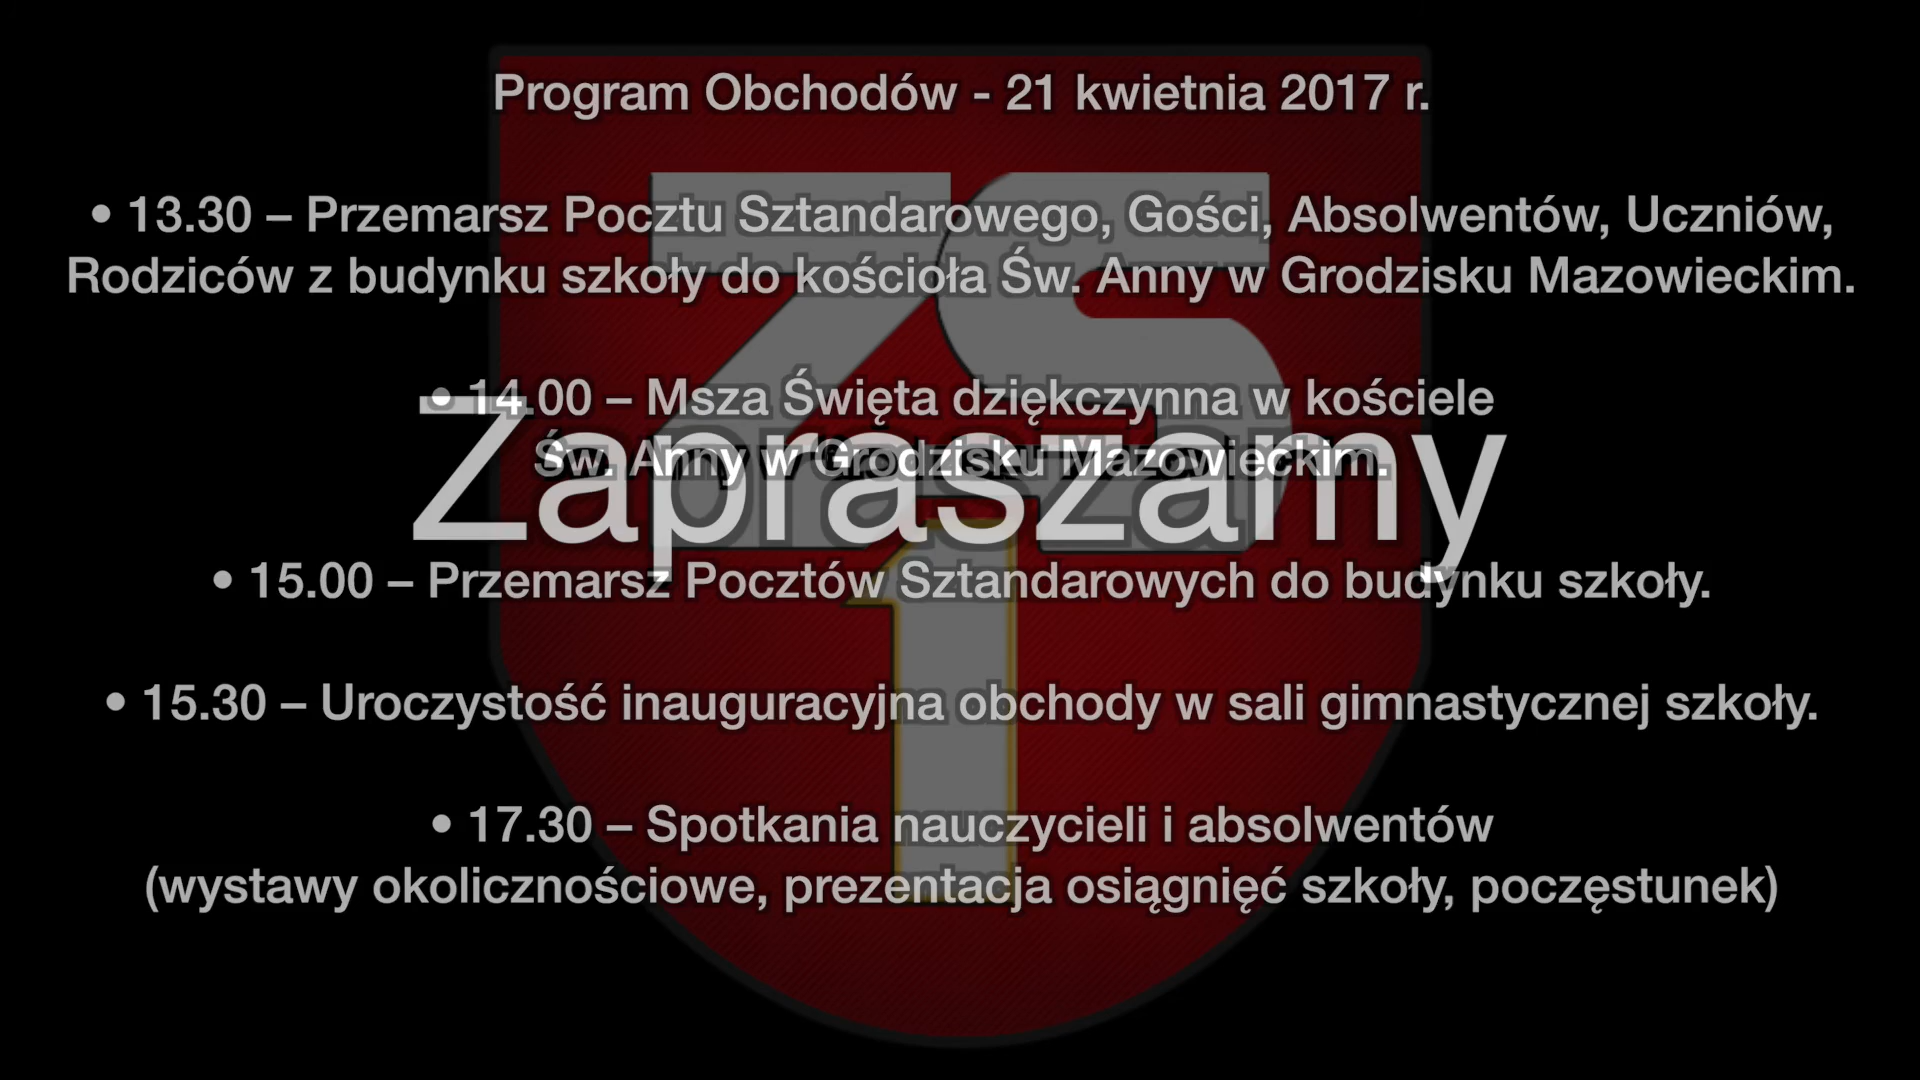 Program Obchodów - 21 kwietnia 2017 r.
• 13.30 – Przemarsz Pocztu Sztandarowego, Gości, Absolwentów, Uczniów,
Rodziców z budynku szkoły do kościoła Św. Anny w Grodzisku Mazowieckim.
• 14.00 – Msza Święta dziękczynna w kościele
Św. Anny w Grodzisku Mazowieckim.
Zapraszamy
• 15.00 – Przemarsz Pocztów Sztandarowych do budynku szkoły.
• 15.30 – Uroczystość inauguracyjna obchody w sali gimnastycznej szkoły.
• 17.30 – Spotkania nauczycieli i absolwentów
(wystawy okolicznościowe, prezentacja osiągnięć szkoły, poczęstunek)
ZS
1